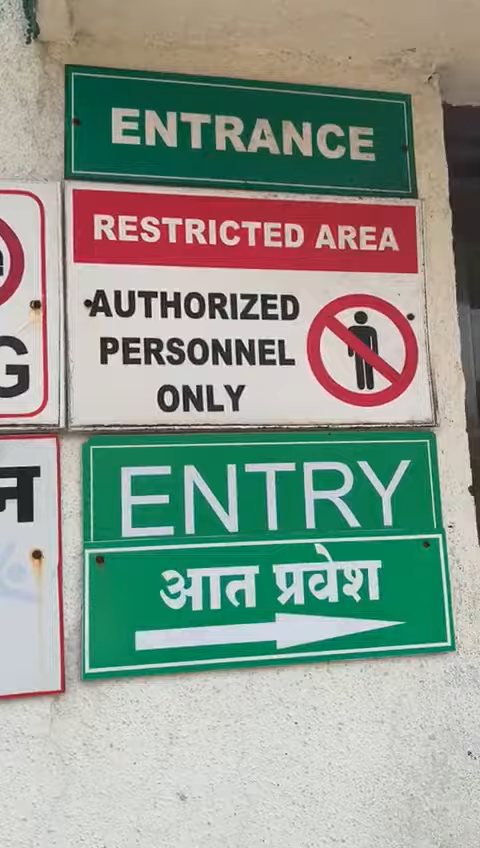 ENTRANCE
RESTRICTED AREA
AUTHORIZED
PERSONNEL
ONLY
G
ENTRY
आत प्रवेश